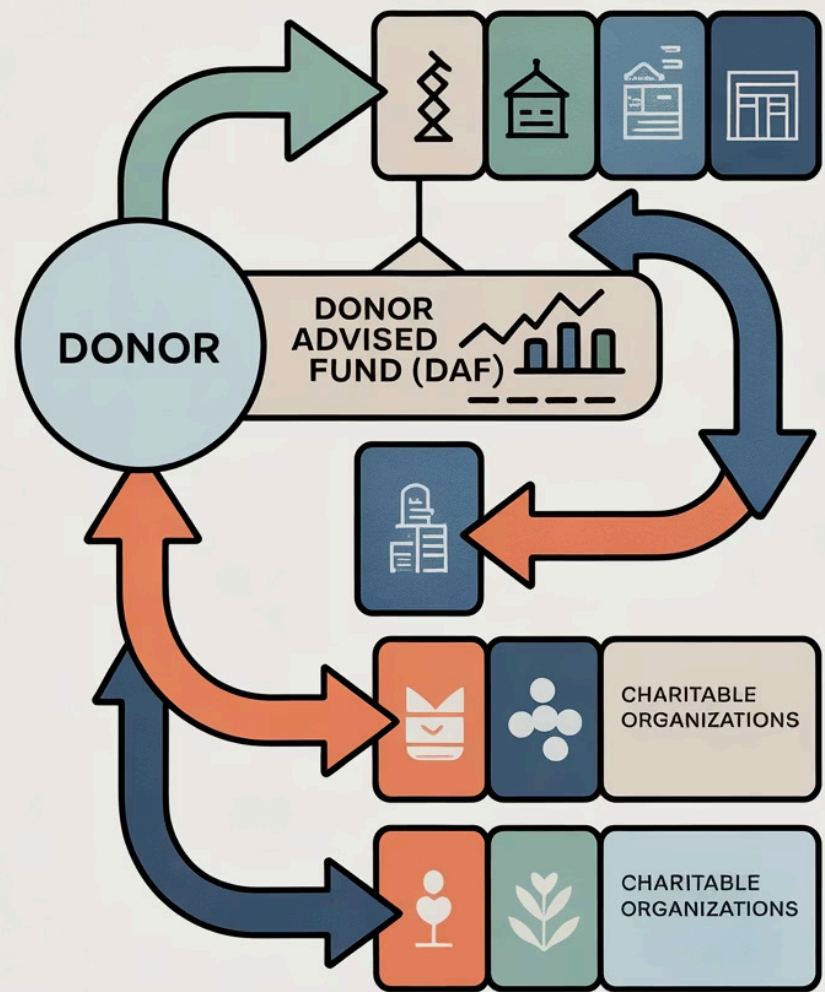 DONOR
DONOR
ADVISED
FUND (DAF)
CHARITABLE
ORGANIZATIONS
CHARITABLE
ORGANIZATIONS